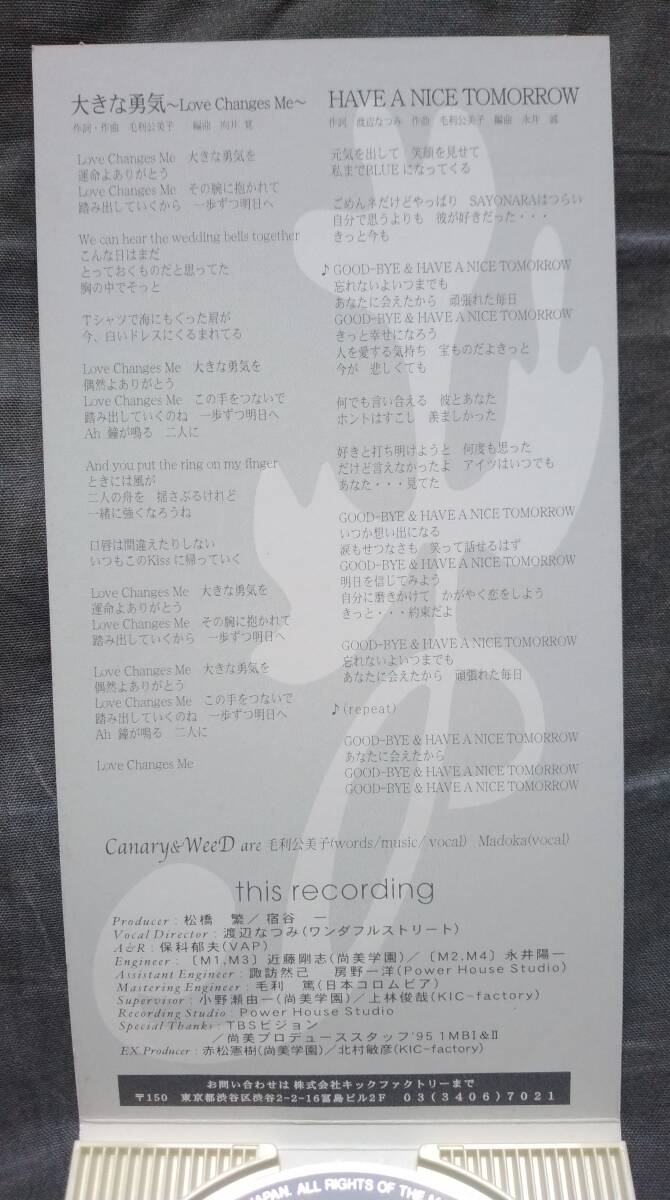 大きな勇気～Love Changes Me～
作詞・作曲 毛利公美子 編曲 向井 寛
Love Changes Me 大きな勇気を
運命よありがとう
Love Changes Me その腕に抱かれて
踏み出していくから 一歩ずつ明日へ
We can hear the wedding bells together
こんな日はまだ
とっておくものだと思ってた
胸の中でそっと
Tシャツで海にもぐった肩が
今、白いドレスにくるまれてる
Love Changes Me 大きな勇気を
偶然よありがとう
Love Changes Me この手をつないで
踏み出していくのね 一歩ずつ明日へ
Ah 鐘が鳴る 二人に
And you put the ring on my finger
ときには風が
二人の舟を 揺さぶるけれど
一緒に強くなろうね
口唇は間違えたりしない
いつもこのKissに帰っていく
Love Changes Me 大きな勇気を
運命よありがとう
Love Changes Me その腕に抱かれて
踏み出していくから 一歩ずつ明日へ
Love Changes Me 大きな勇気を
偶然よありがとう
Love Changes Me この手をつないで
踏み出していくのね 一歩ずつ明日へ
Ah 鐘が鳴る 二人に
Love Changes Me
HAVE A NICE TOMORROW
作詞 渡辺なつみ 作曲 毛利公美子 編曲 永井 誠
元気を出して 笑顔を見せて
私までBLUEになってくる
ごめんネだけどやっぱり SAYONARAはつらい
自分で思うよりも 彼が好きだった・・・
きっと今も
♪GOOD-BYE & HAVE A NICE TOMORROW
忘れないよいつまでも
あなたに会えたから 頑張れた毎日
GOOD-BYE & HAVE A NICE TOMORROW
きっと幸せになろう
人を愛する気持ち 宝ものだよきっと
今が 悲しくても
何でも言い合える 彼とあなた
ホントはすこし 羨ましかった
好きと打ち明けようと 何度も思った
だけど言えなかったよ アイツはいつでも
あなた・・・見てた
GOOD-BYE & HAVE A NICE TOMORROW
いつか想い出になる
涙もせつなさも 笑って話せるはず
GOOD-BYE & HAVE A NICE TOMORROW
明日を信じてみよう
自分に磨きかけて かがやく恋をしよう
きっと・・・約束だよ
GOOD-BYE & HAVE A NICE TOMORROW
忘れないよいつまでも
あなたに会えたから 頑張れた毎日
♪(repeat)
GOOD-BYE & HAVE A NICE TOMORROW
あなたに会えたから
GOOD-BYE & HAVE A NICE TOMORROW
GOOD-BYE & HAVE A NICE TOMORROW
Canary&WeeD are 毛利公美子(words/music/vocal) Madoka(vocal)
this recording
Producer : 松橋 繁／宿谷 一
Vocal Director : 渡辺なつみ(ワンダフルストリート)
A&R : 保科郁夫(VAP)
Engineer : 〔M1,M3〕近藤剛志(尚美学園)／〔M2,M4〕永井陽一
Assistant Engineer : 諏訪然己 房野一洋(Power House Studio)
Mastering Engineer : 毛利 篤(日本コロムビア)
Supervisor : 小野瀬由一(尚美学園)／上林俊哉(KIC-factory)
Recording Studio : Power House Studio
Special Thanks : TBSビジョン
／尚美プロデューススタッフ'95 1MBI&II
EX.Producer : 赤松憲樹(尚美学園)／北村敏彦(KIC-factory)
お問い合わせは 株式会社キックファクトリーまで
〒150 東京都渋谷区渋谷2-2-16冨島ビル2F 03(3406)7021
JAPAN. ALL RIGHTS OF THE